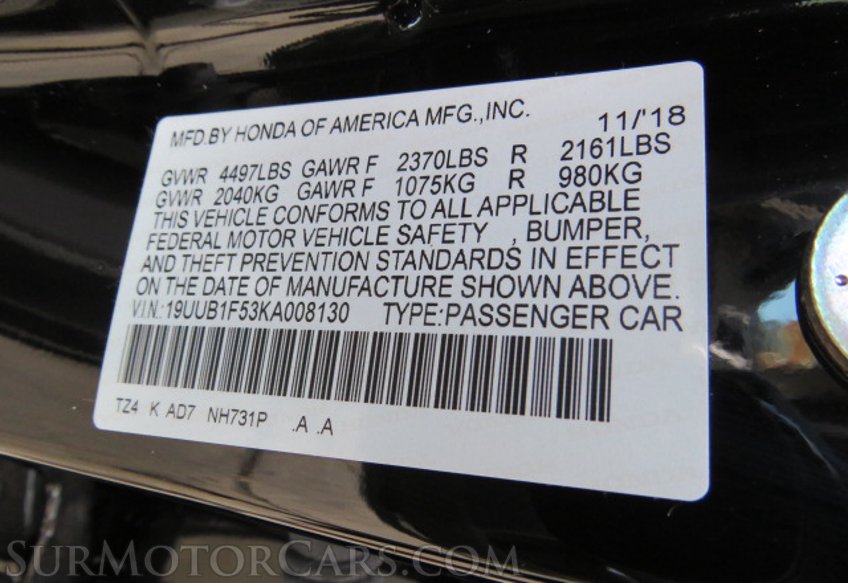 MFD.BY HONDA OF AMERICA MFG.,INC. 11/'18
GVWR 4497LBS GAWR F 2370LBS R 2161LBS
GVWR 2040KG GAWR F 1075KG R 980KG
THIS VEHICLE CONFORMS TO ALL APPLICABLE
FEDERAL MOTOR VEHICLE SAFETY , BUMPER,
AND THEFT PREVENTION STANDARDS IN EFFECT
ON THE DATE OF MANUFACTURE SHOWN ABOVE.
V.I.N.:19UUB1F53KA008130 TYPE:PASSENGER CAR
TZ4 K AD7 NH731P .A .A
SURMOTORCARS.COM